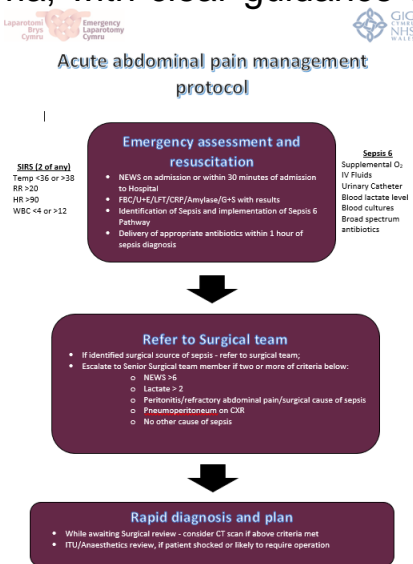 with clear guidance
Laparotomi
Brys
Cymru
Emergency
Laparotomy
Cymru
GIG
CYMRU
NHS
WALES
Acute abdominal pain management
protocol
Emergency assessment and
resuscitation
• NEWS on admission or within 30 minutes of admission
to Hospital
• FBC/U+E/LFT/CRP/Amylase/G+S with results
• Identification of Sepsis and implementation of Sepsis 6
Pathway
• Delivery of appropriate antibiotics within 1 hour of
sepsis diagnosis
SIRS (2 of any)
Temp <36 or >38
RR >20
HR >90
WBC <4 or >12
Sepsis 6
Supplemental O₂
IV Fluids
Urinary Catheter
Blood lactate level
Blood cultures
Broad spectrum
antibiotics
Refer to Surgical team
• If identified surgical source of sepsis - refer to surgical team;
• Escalate to Senior Surgical team member if two or more of criteria below:
o NEWS >6
o Lactate > 2
o Peritonitis/refractory abdominal pain/surgical cause of sepsis
o Pneumoperitoneum on CXR
o No other cause of sepsis
Rapid diagnosis and plan
• While awaiting Surgical review - consider CT scan if above criteria met
• ITU/Anaesthetics review, if patient shocked or likely to require operation